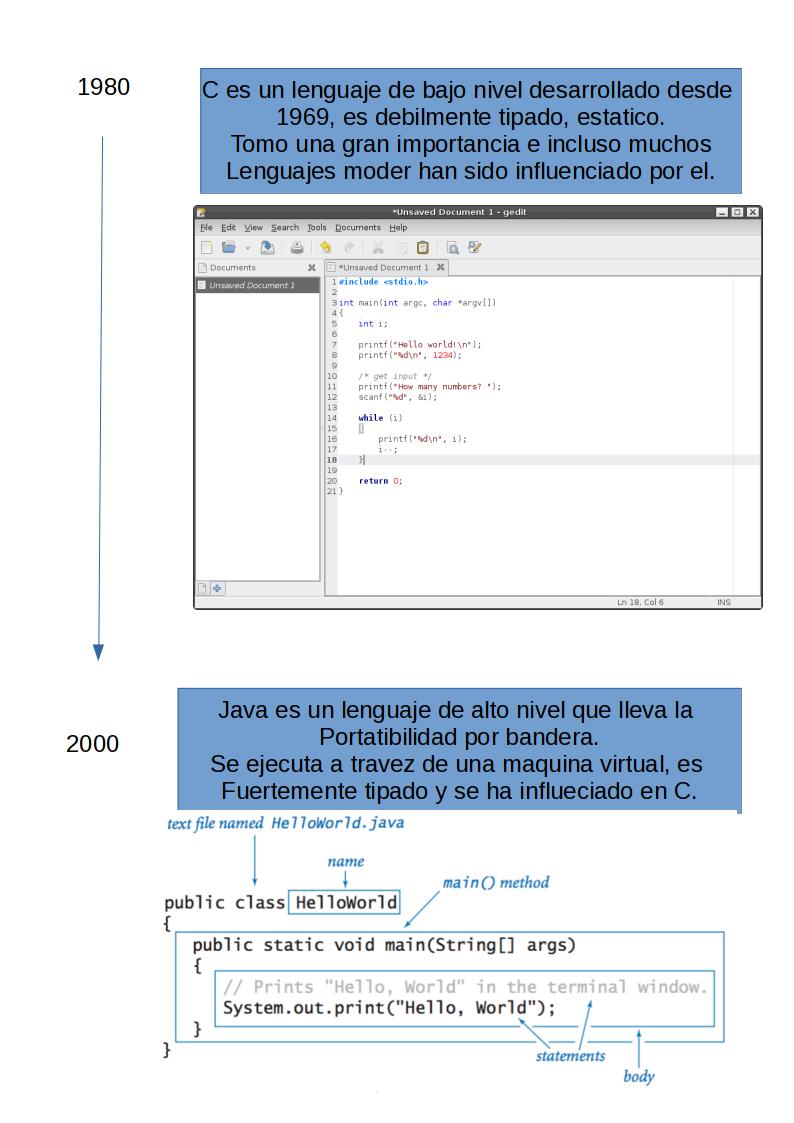 1980
C es un lenguaje de bajo nivel desarrollado desde
1969, es debilmente tipado, estatico.
Tomo una gran importancia e incluso muchos
Lenguajes moder han sido influenciado por el.
*Unsaved Document 1 - gedit
File Edit View Search Tools Documents Help
Documents
*Unsaved Document 1
Unsaved Document 1
1 #include <stdio.h>
2
3 int main(int argc, char *argv[])
4 {
5 int i;
6
7 printf("Hello world!\n");
8 printf("%d\n", 1234);
9
10 /* get input */
11 printf("How many numbers? ");
12 scanf("%d", &i);
13
14 while (i)
15 {
16 printf("%d\n", i);
17 i--;
18 }
19
20 return 0;
21 }
Ln 18, Col 6 INS
2000
Java es un lenguaje de alto nivel que lleva la
Portatibilidad por bandera.
Se ejecuta a travez de una maquina virtual, es
Fuertemente tipado y se ha influeciado en C.
text file named HelloWorld.java
name
main() method
public class HelloWorld
{
public static void main(String[] args)
{
// Prints "Hello, World" in the terminal window.
System.out.print("Hello, World");
}
}
statements
body